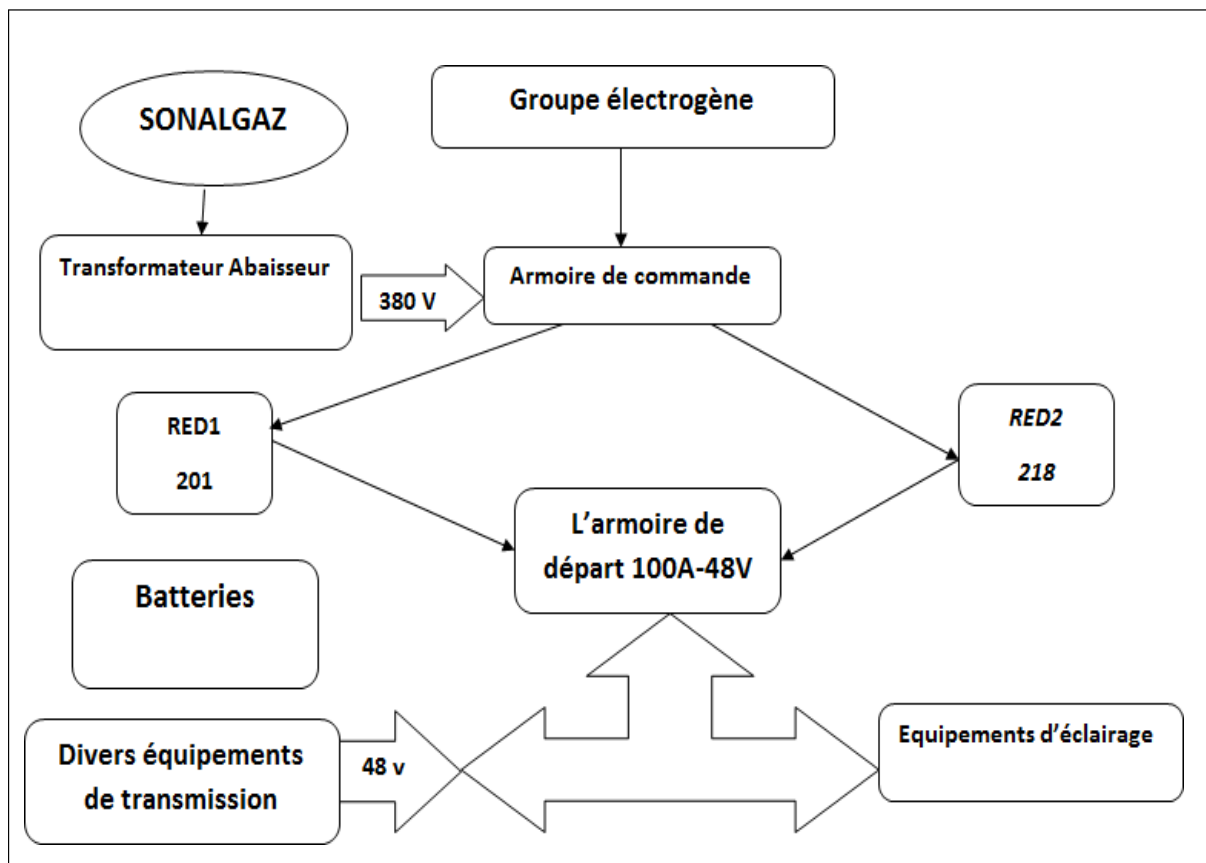 SONALGAZ
Groupe électrogène
Transformateur Abaisseur
380 V
Armoire de commande
RED1
201
RED2
218
L'armoire de
départ 100A-48V
Batteries
Divers équipements
de transmission
48 v
Equipements d'éclairage